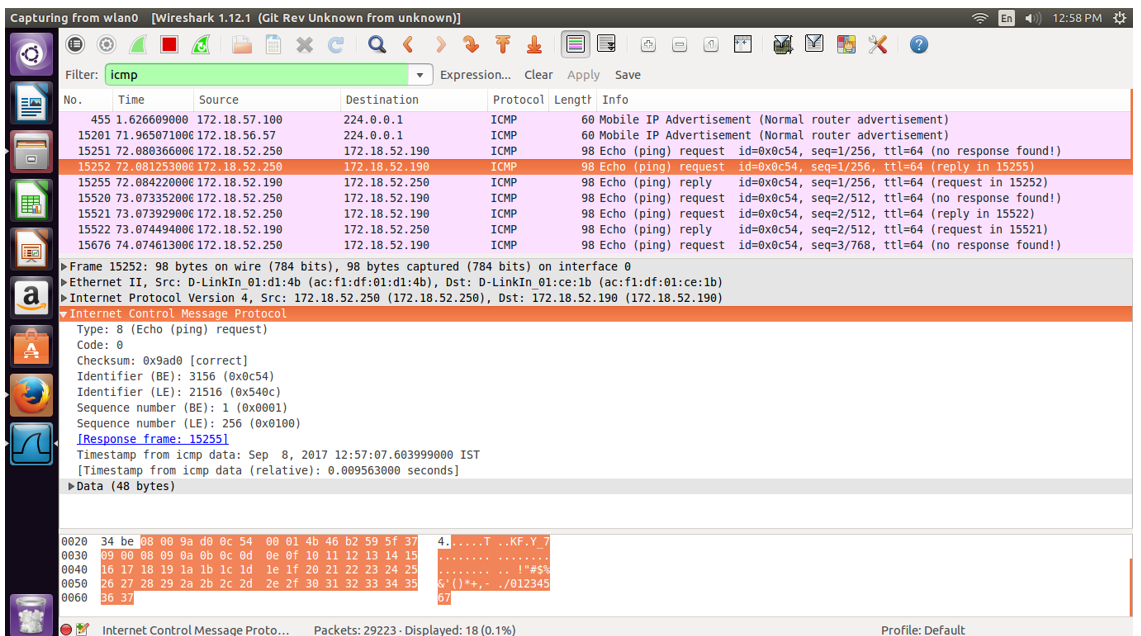 Capturing from wlan0 [Wireshark 1.12.1 (Git Rev Unknown from unknown)] En 12:58 PM
Filter: icmp Expression... Clear Apply Save
No. Time Source Destination Protocol Length Info
455 1.626609000 172.18.57.100 224.0.0.1 ICMP 60 Mobile IP Advertisement (Normal router advertisement)
15201 71.965071000 172.18.56.57 224.0.0.1 ICMP 60 Mobile IP Advertisement (Normal router advertisement)
15251 72.080366000 172.18.52.250 172.18.52.190 ICMP 98 Echo (ping) request id=0x0c54, seq=1/256, ttl=64 (no response found!)
15252 72.081253000 172.18.52.250 172.18.52.190 ICMP 98 Echo (ping) request id=0x0c54, seq=1/256, ttl=64 (reply in 15255)
15255 72.084220000 172.18.52.190 172.18.52.250 ICMP 98 Echo (ping) reply id=0x0c54, seq=1/256, ttl=64 (request in 15252)
15520 73.073352000 172.18.52.250 172.18.52.190 ICMP 98 Echo (ping) request id=0x0c54, seq=2/512, ttl=64 (no response found!)
15521 73.073929000 172.18.52.250 172.18.52.190 ICMP 98 Echo (ping) request id=0x0c54, seq=2/512, ttl=64 (reply in 15522)
15522 73.074494000 172.18.52.190 172.18.52.250 ICMP 98 Echo (ping) reply id=0x0c54, seq=2/512, ttl=64 (request in 15521)
15676 74.074613000 172.18.52.250 172.18.52.190 ICMP 98 Echo (ping) request id=0x0c54, seq=3/768, ttl=64 (no response found!)
Frame 15252: 98 bytes on wire (784 bits), 98 bytes captured (784 bits) on interface 0
Ethernet II, Src: D-LinkIn_01:d1:4b (ac:f1:df:01:d1:4b), Dst: D-LinkIn_01:ce:1b (ac:f1:df:01:ce:1b)
Internet Protocol Version 4, Src: 172.18.52.250 (172.18.52.250), Dst: 172.18.52.190 (172.18.52.190)
Internet Control Message Protocol
Type: 8 (Echo (ping) request)
Code: 0
Checksum: 0x9ad0 [correct]
Identifier (BE): 3156 (0x0c54)
Identifier (LE): 21516 (0x540c)
Sequence number (BE): 1 (0x0001)
Sequence number (LE): 256 (0x0100)
[Response frame: 15255]
Timestamp from icmp data: Sep 8, 2017 12:57:07.603999000 IST
[Timestamp from icmp data (relative): 0.009563000 seconds]
Data (48 bytes)
0020 34 be 08 00 9a d0 0c 54 00 01 4b 46 b2 59 5f 37 4......T ..KF.Y_7
0030 09 00 08 09 0a 0b 0c 0d 0e 0f 10 11 12 13 14 15 ........ ........
0040 16 17 18 19 1a 1b 1c 1d 1e 1f 20 21 22 23 24 25 ........ .. !"#$%
0050 26 27 28 29 2a 2b 2c 2d 2e 2f 30 31 32 33 34 35 &'()*+,- ./012345
0060 36 37 67
Internet Control Message Proto... Packets: 29223 · Displayed: 18 (0.1%) Profile: Default